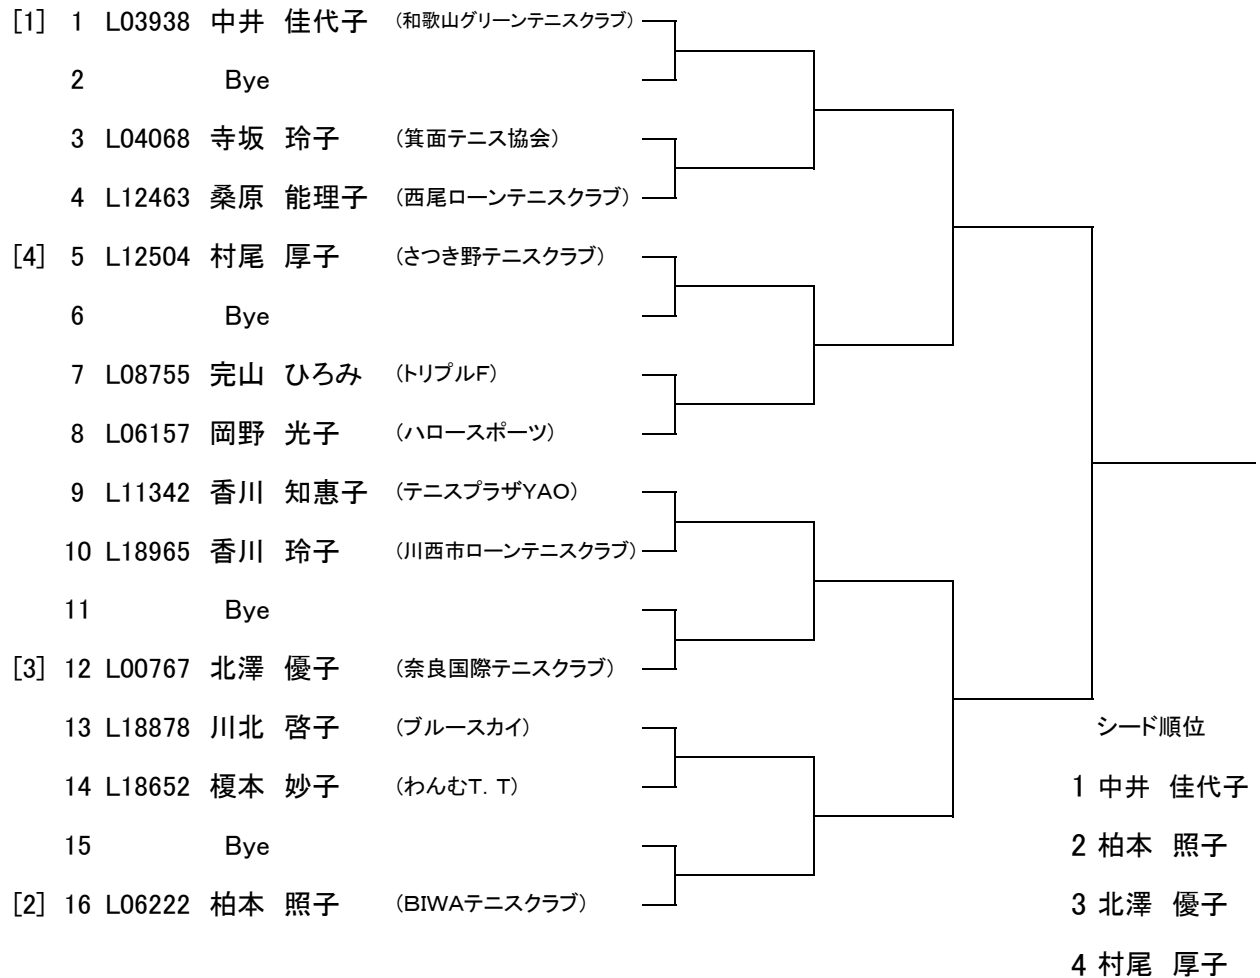 [1] 1 L03938 中井 佳代子 (和歌山グリーンテニスクラブ)
2 Bye
3 L04068 寺坂 玲子 (箕面テニス協会)
4 L12463 桑原 能理子 (西尾ローンテニスクラブ)
[4] 5 L12504 村尾 厚子 (さつき野テニスクラブ)
6 Bye
7 L08755 完山 ひろみ (トリプルF)
8 L06157 岡野 光子 (ハロースポーツ)
9 L11342 香川 知惠子 (テニスプラザYAO)
10 L18965 香川 玲子 (川西市ローンテニスクラブ)
11 Bye
[3] 12 L00767 北澤 優子 (奈良国際テニスクラブ)
13 L18878 川北 啓子 (ブルースカイ)
14 L18652 榎本 妙子 (わんむT.T)
15 Bye
[2] 16 L06222 柏本 照子 (BIWAテニスクラブ)
シード順位
1 中井 佳代子
2 柏本 照子
3 北澤 優子
4 村尾 厚子